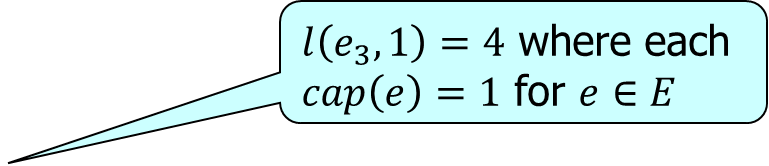 l(e₃, 1) = 4 where each
cap(e) = 1 for e ∈ E